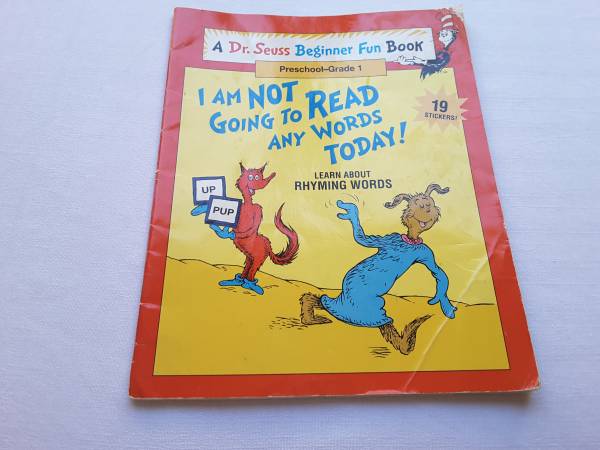 A Dr. Seuss Beginner Fun Book
Preschool–Grade 1
I AM NOT
GOING TO READ
ANY WORDS
TODAY!
19
STICKERS!
LEARN ABOUT
RHYMING WORDS
UP
PUP